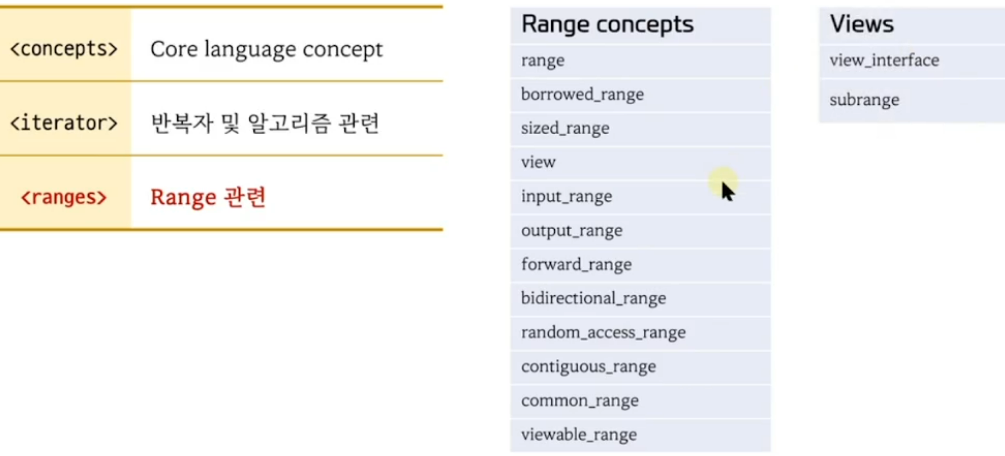 <concepts> Core language concept
<iterator> 반복자 및 알고리즘 관련
<ranges> Range 관련
Range concepts
range
borrowed_range
sized_range
view
input_range
output_range
forward_range
bidirectional_range
random_access_range
contiguous_range
common_range
viewable_range
Views
view_interface
subrange